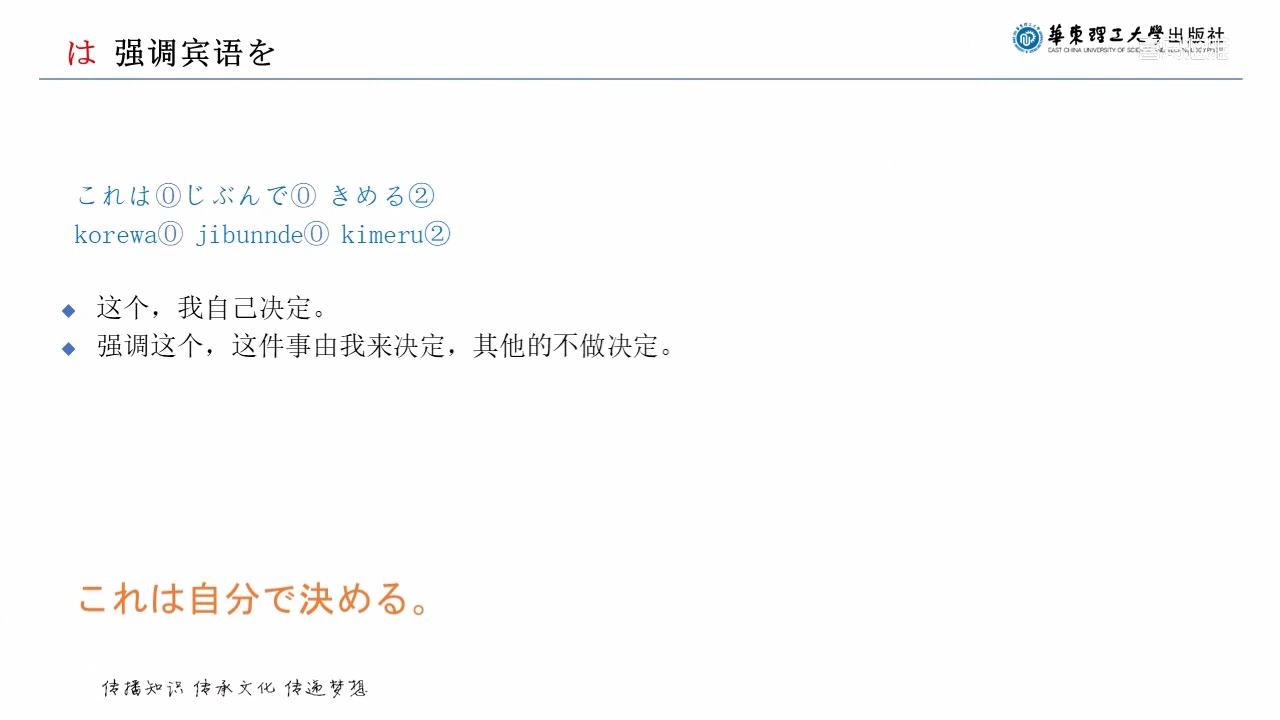 は 强调宾语を
華東理工大學出版社
EAST CHINA UNIVERSITY OF SCIENCE
これは⓪じぶんで⓪ きめる②
korewa⓪ jibunnde⓪ kimeru②
◆ 这个，我自己决定。
◆ 强调这个，这件事由我来决定，其他的不做决定。
これは自分で決める。
传播知识 传承文化 传递梦想